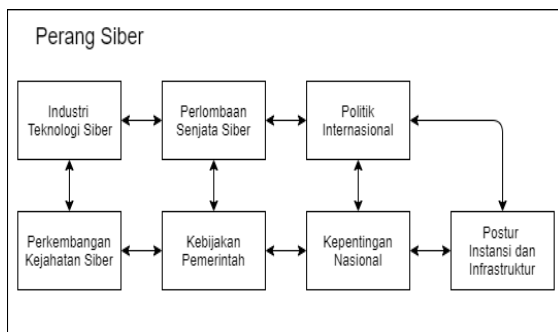 Perang Siber
Industri
Teknologi Siber
Perlombaan
Senjata Siber
Politik
Internasional
Perkembangan
Kejahatan Siber
Kebijakan
Pemerintah
Kepentingan
Nasional
Postur
Instansi dan
Infrastruktur